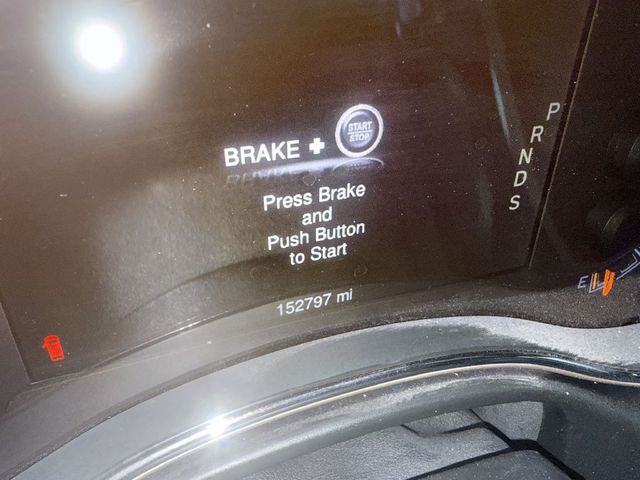 BRAKE + START STOP
Press Brake
and
Push Button
to Start
152797 mi
P
R
N
D
S
E